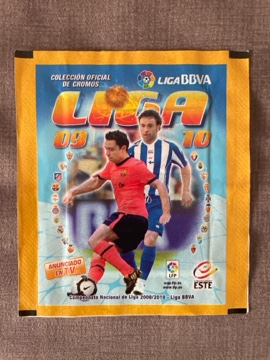 COLECCIÓN OFICIAL
DE CROMOS
LIGA BBVA
LIGA
09 10
ANUNCIADO
EN TV
LFP
ESTE
Campeonato Nacional de Liga 2009/2010 - Liga BBVA